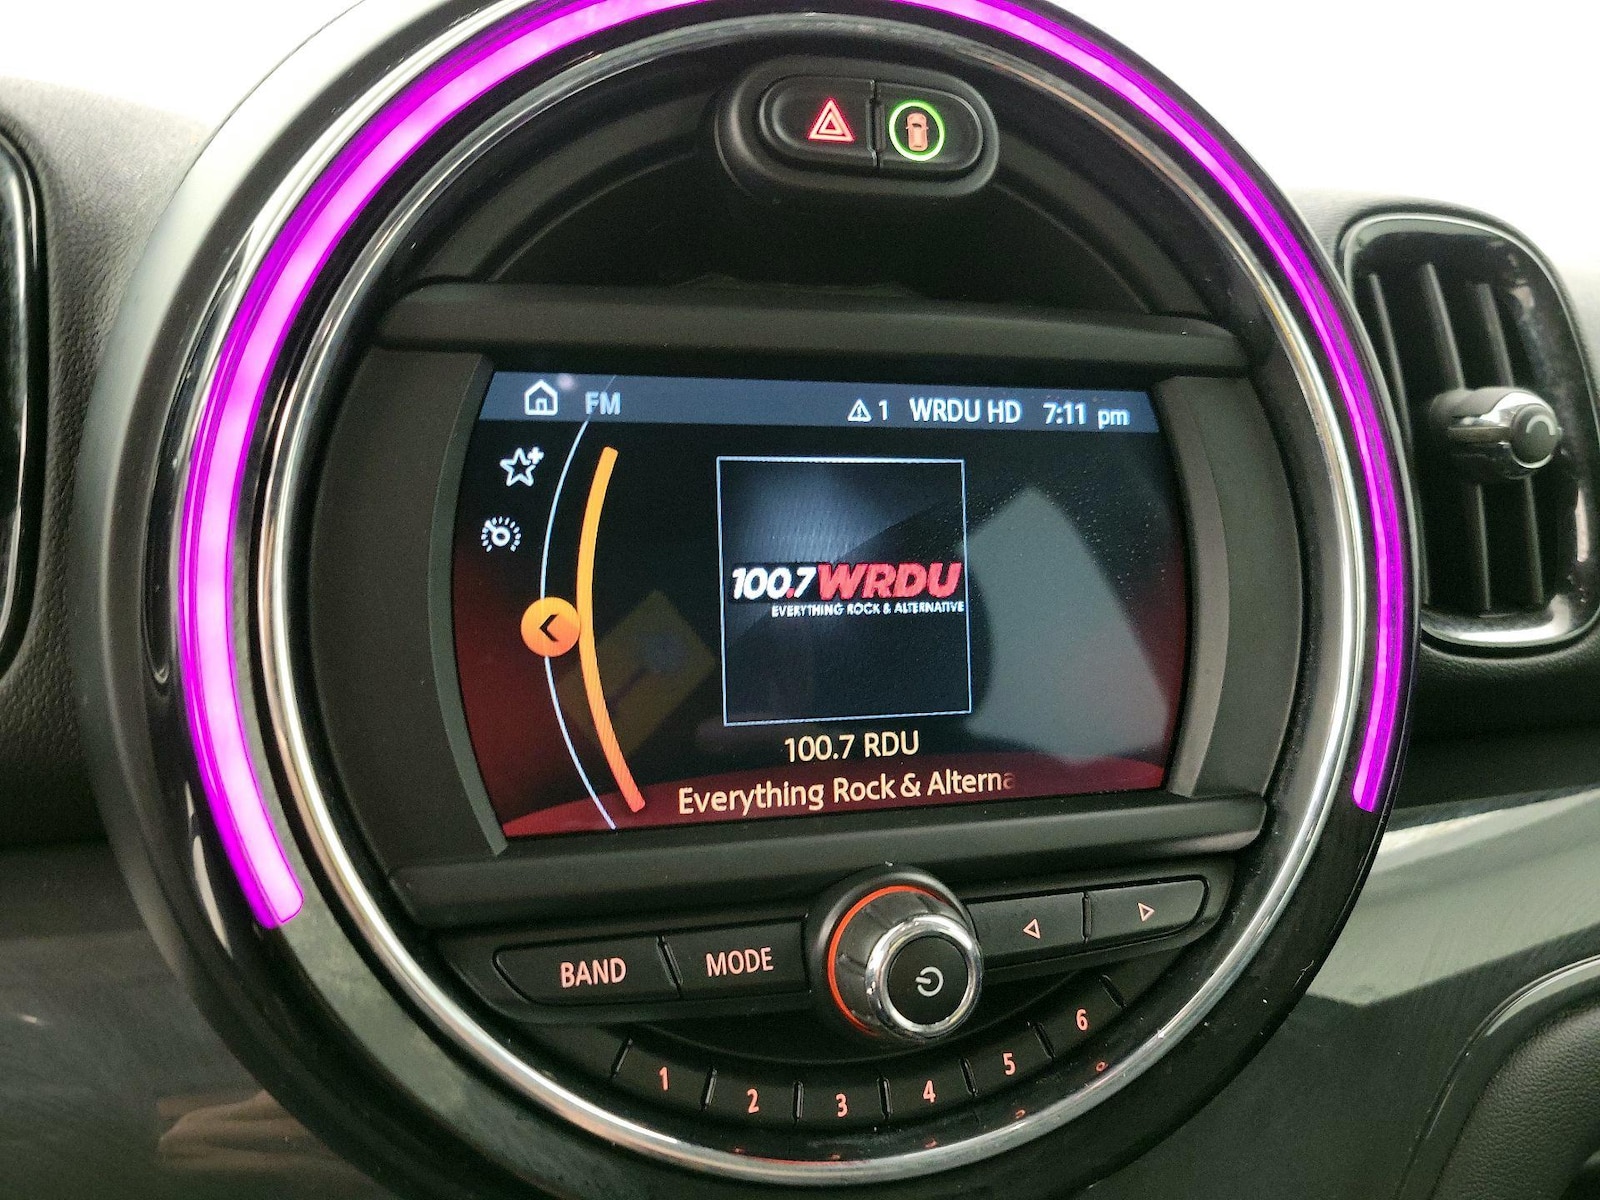 FM 1 WRDU HD 7:11 pm
100.7 WRDU
EVERYTHING ROCK & ALTERNATIVE
100.7 RDU
Everything Rock & Alterna
BAND MODE
1 2 3 4 5 6